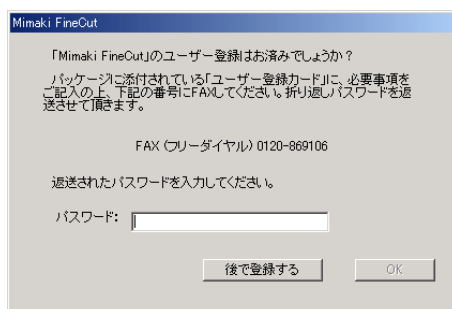 Mimaki FineCut
「Mimaki FineCut」のユーザー登録はお済みでしょうか？
パッケージに添付されている「ユーザー登録カード」に、必要事項を
ご記入の上、下記の番号にFAXしてください。折り返しパスワードを返
送させて頂きます。
FAX （フリーダイヤル） 0120-869106
返送されたパスワードを入力してください。
パスワード：
後で登録する
OK